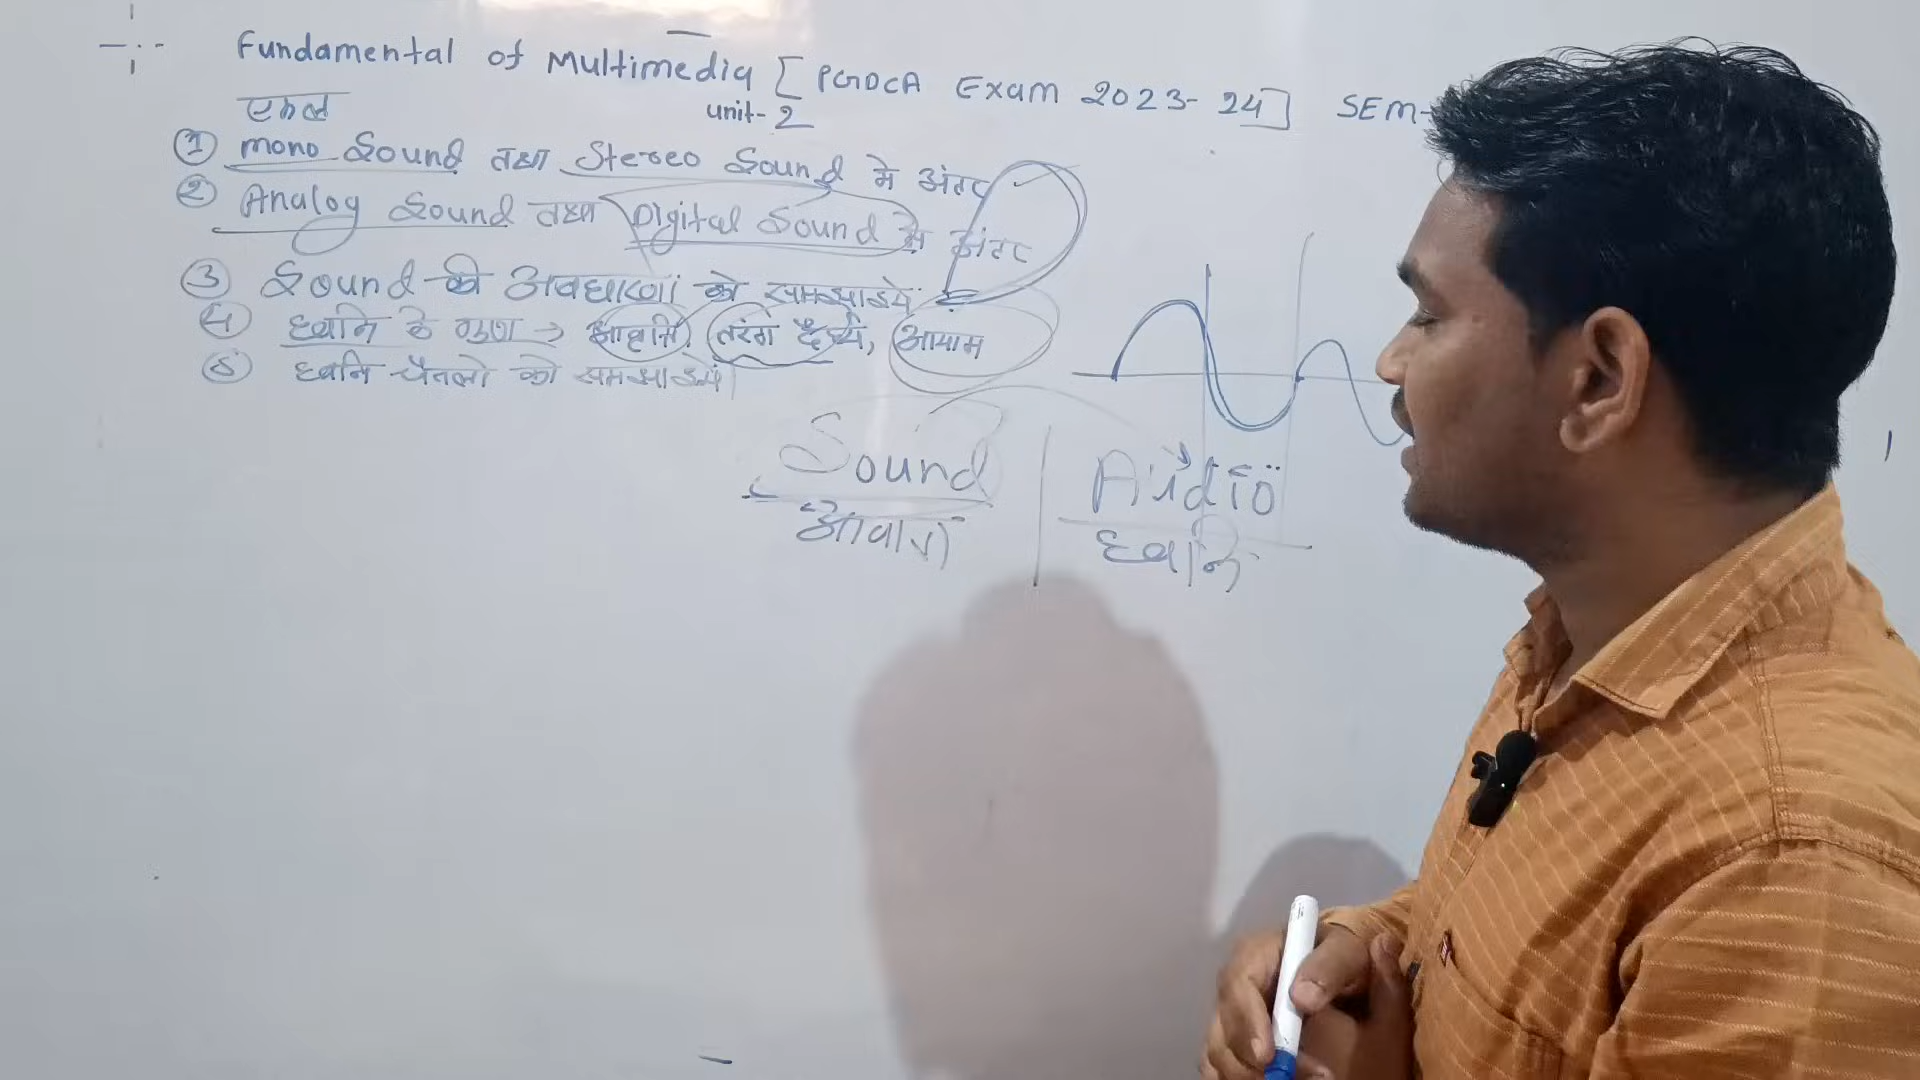 Fundamental of Multimedia [PGDCA Exam 2023-24] SEM-
unit-2
एकल
① mono Sound तथा Stereo Sound मे अंतर
② Analog Sound तथा Digital Sound मे अंतर
③ Sound की अवधारणा को समझाइये
④ ध्वनि के गुण → आवृत्ति, तरंग दैर्ध्य, आयाम
⑤ ध्वनि चैनलो को समझाइये
Sound | Audio
आवाज | ध्वनि